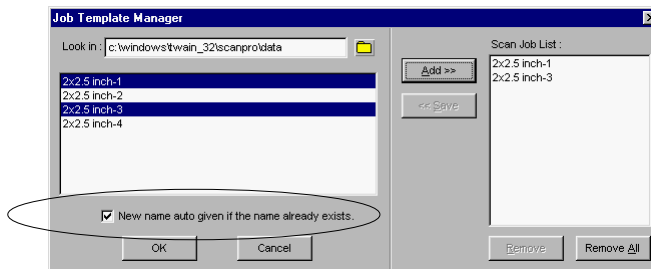 Job Template Manager
Look in : c:\windows\twain_32\scanpro\data
2x2.5 inch-1
2x2.5 inch-2
2x2.5 inch-3
2x2.5 inch-4
New name auto given if the name already exists.
OK
Cancel
Add >>
<< Save
Scan Job List :
2x2.5 inch-1
2x2.5 inch-3
Remove
Remove All